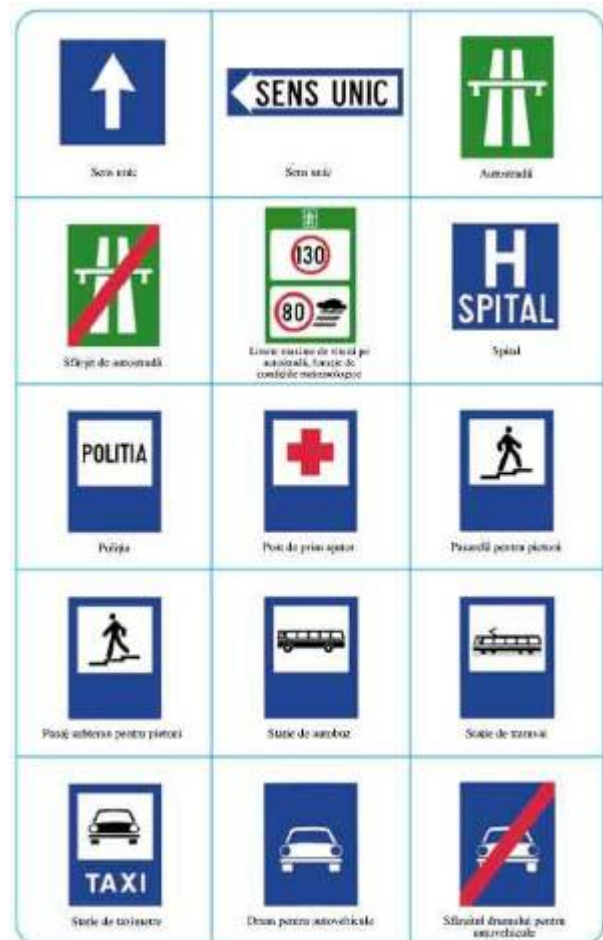 SENS UNIC
Sens unic
Sens unic
Autostradă
130
80
Sfârşit de autostradă
Limite maxime de viteză pe
autostradă, funcţie de
condiţiile meteorologice
H
SPITAL
Spital
POLITIA
Poliţia
Post de prim ajutor
Pasarelă pentru pietoni
Pasaj subteran pentru pietoni
Staţie de autobuz
Staţie de tramvai
TAXI
Staţie de taximetre
Drum pentru autovehicule
Sfârşitul drumului pentru
autovehicule